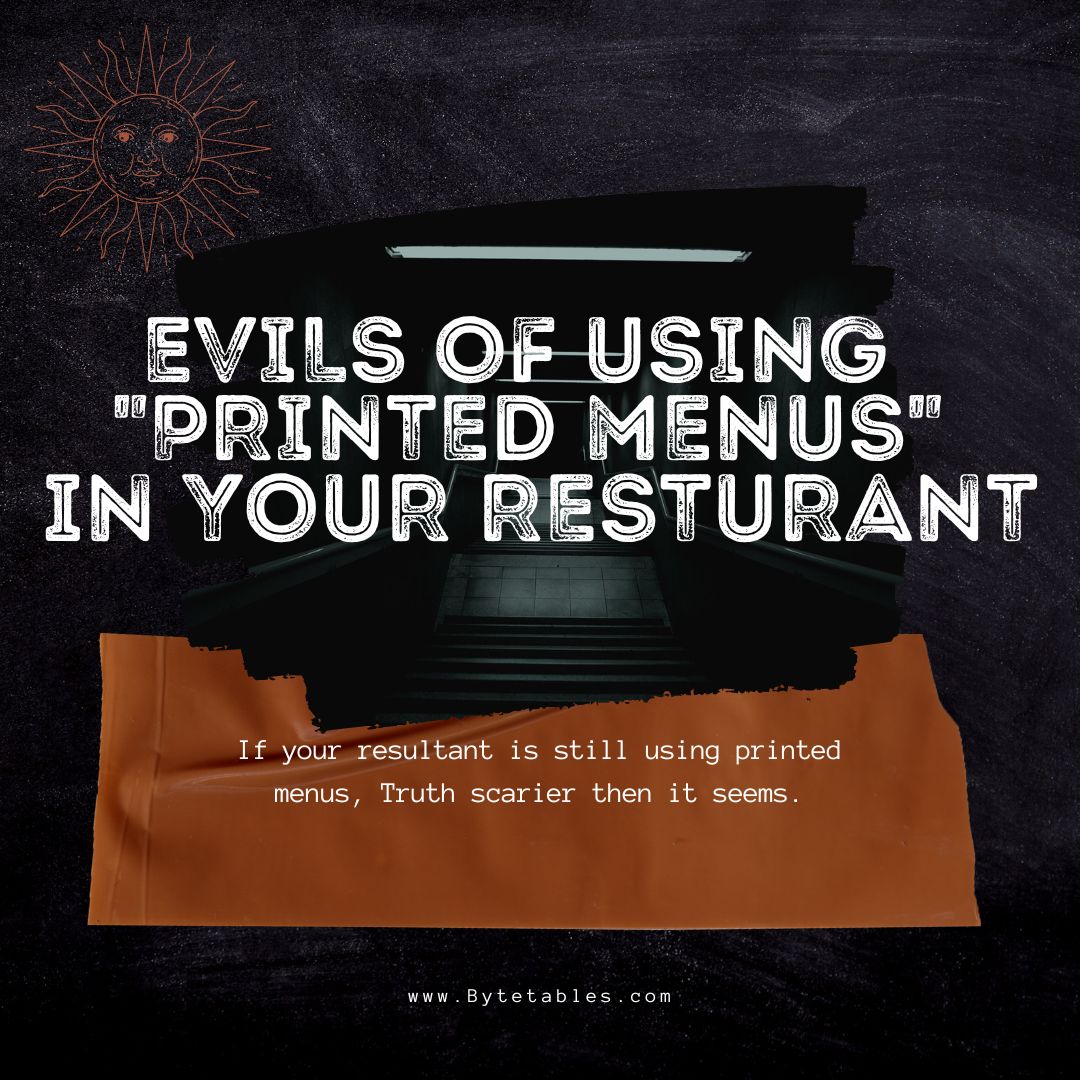 EVILS OF USING
"PRINTED MENUS"
IN YOUR RESTURANT
If your resultant is still using printed
menus, Truth scarier then it seems.
www.Bytetables.com